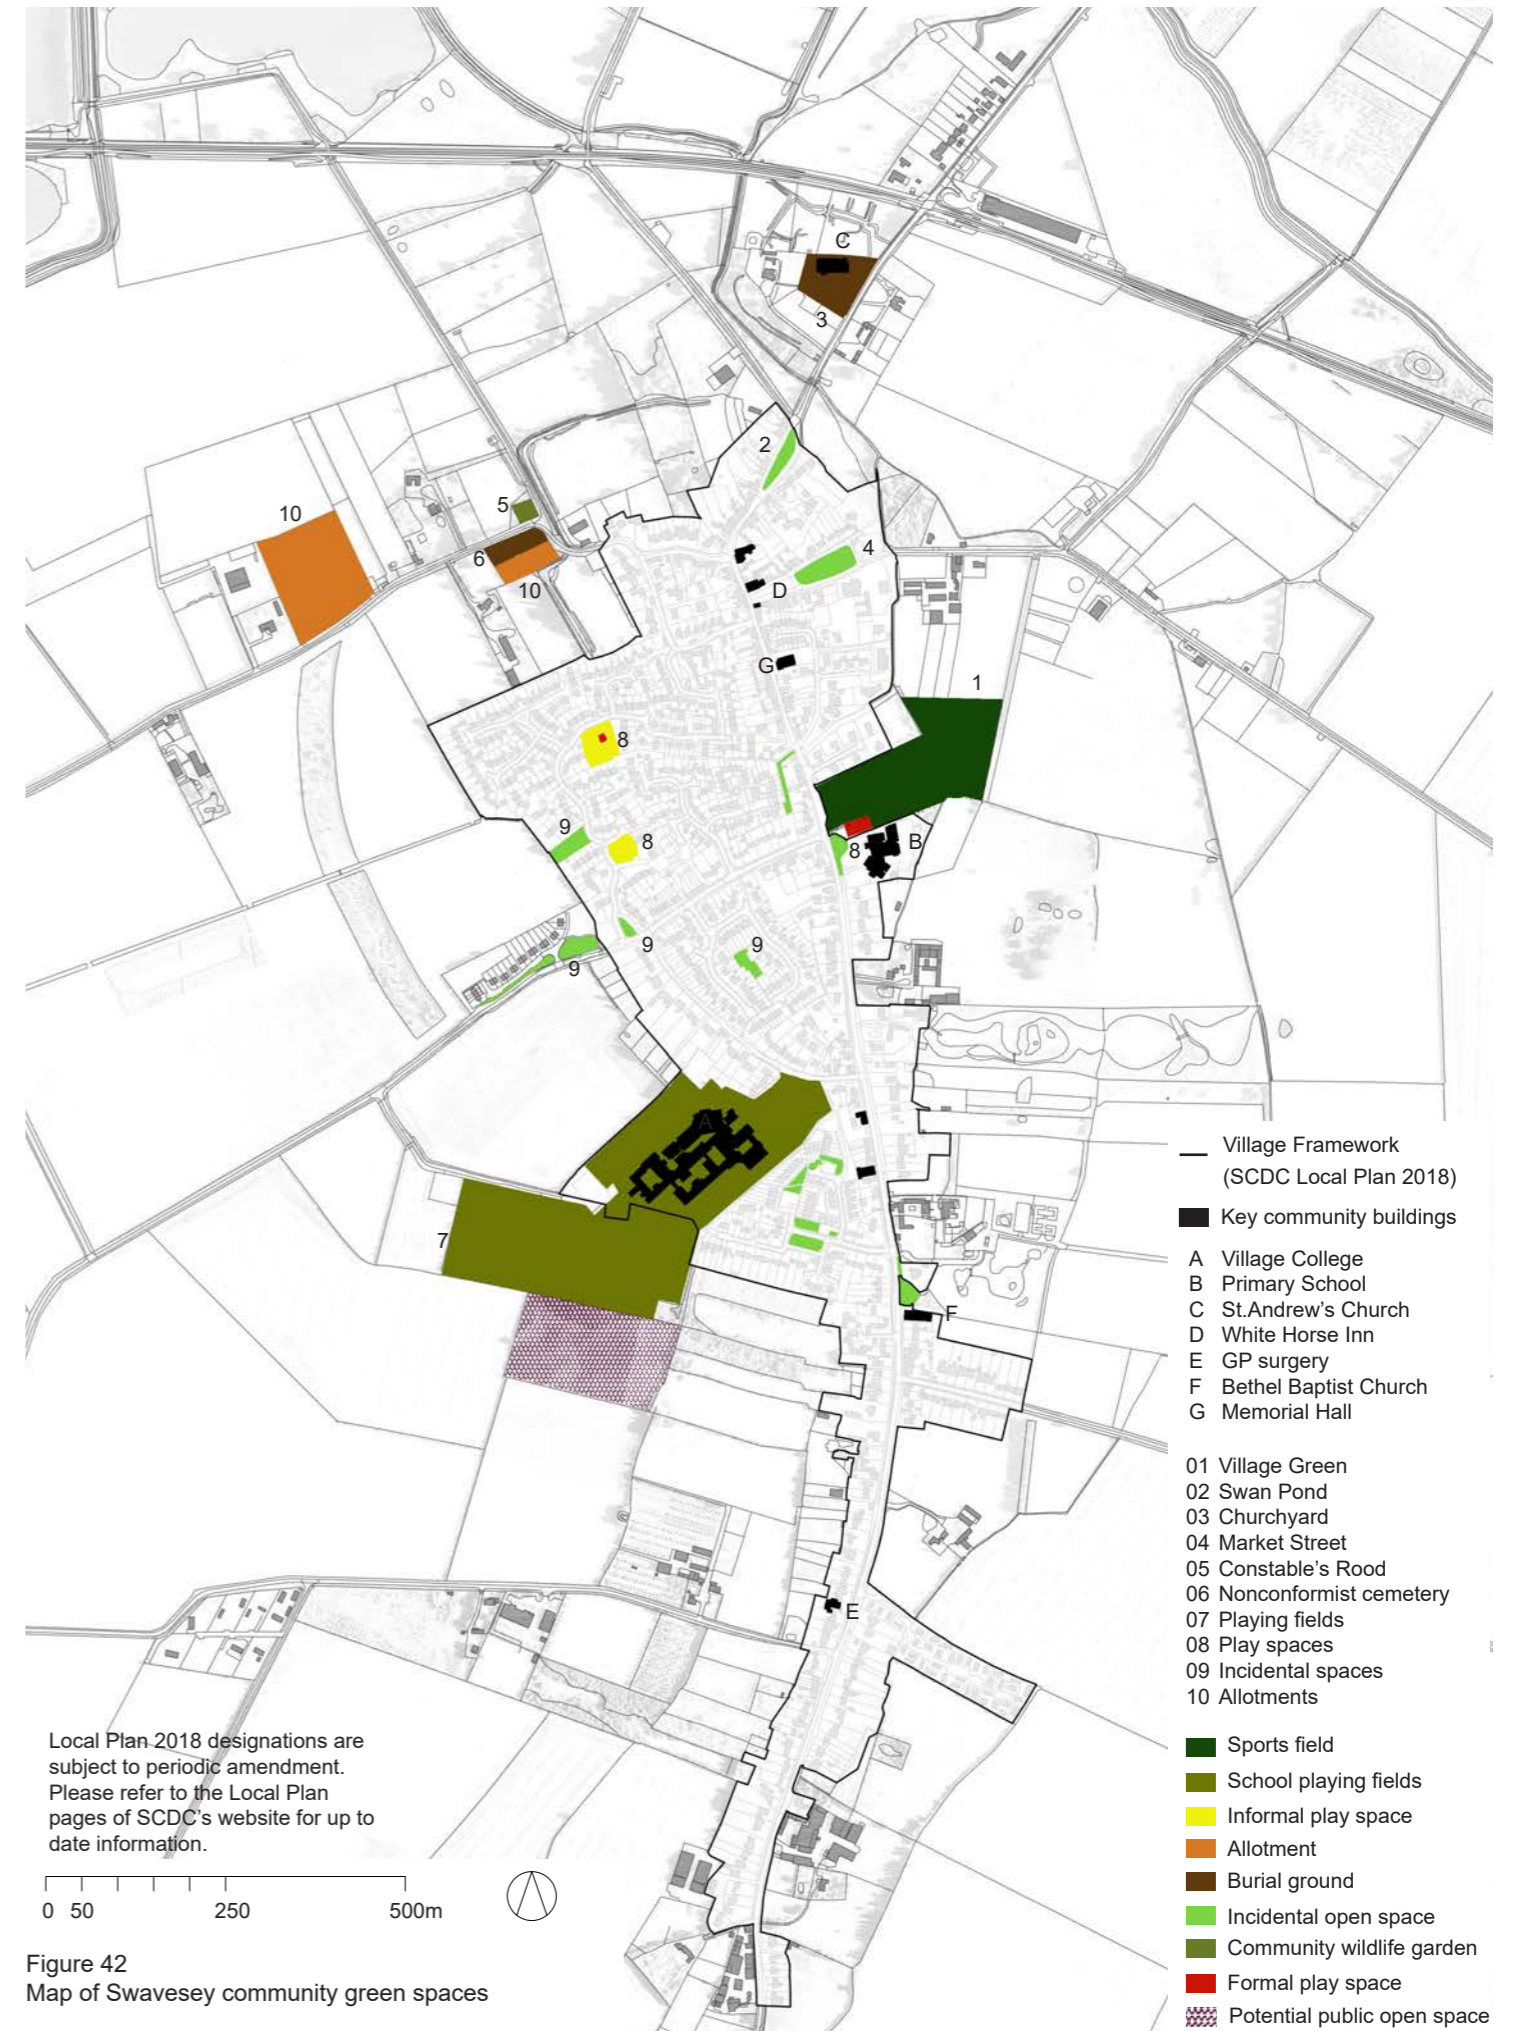 C
3
2
4
5
10
6
10
D
G
1
8
9
8
8
B
9
9
9
A
7
F
E
Village Framework
(SCDC Local Plan 2018)
Key community buildings
A Village College
B Primary School
C St.Andrew's Church
D White Horse Inn
E GP surgery
F Bethel Baptist Church
G Memorial Hall
01 Village Green
02 Swan Pond
03 Churchyard
04 Market Street
05 Constable's Rood
06 Nonconformist cemetery
07 Playing fields
08 Play spaces
09 Incidental spaces
10 Allotments
Sports field
School playing fields
Informal play space
Allotment
Burial ground
Incidental open space
Community wildlife garden
Formal play space
Potential public open space
Local Plan 2018 designations are
subject to periodic amendment.
Please refer to the Local Plan
pages of SCDC's website for up to
date information.
0 50 250 500m
Figure 42
Map of Swavesey community green spaces